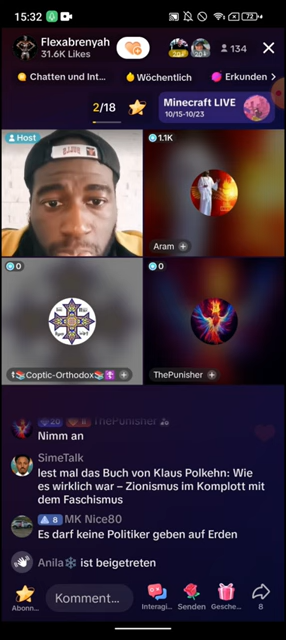 15:32
72
Flexabrenyah
31.6K Likes
134
Chatten und Int...
Wöchentlich
Erkunden
2/18
Minecraft LIVE
10/15-10/23
Host
1.1K
Aram
0
0
Coptic-Orthodox
ThePunisher
20
ThePunisher
Nimm an
SimeTalk
lest mal das Buch von Klaus Polkehn: Wie
es wirklich war – Zionismus im Komplott mit
dem Faschismus
8 MK Nice80
Es darf keine Politiker geben auf Erden
Anila ist beigetreten
Komment...
Abonn...
Interagi...
Senden
Gesche...
8